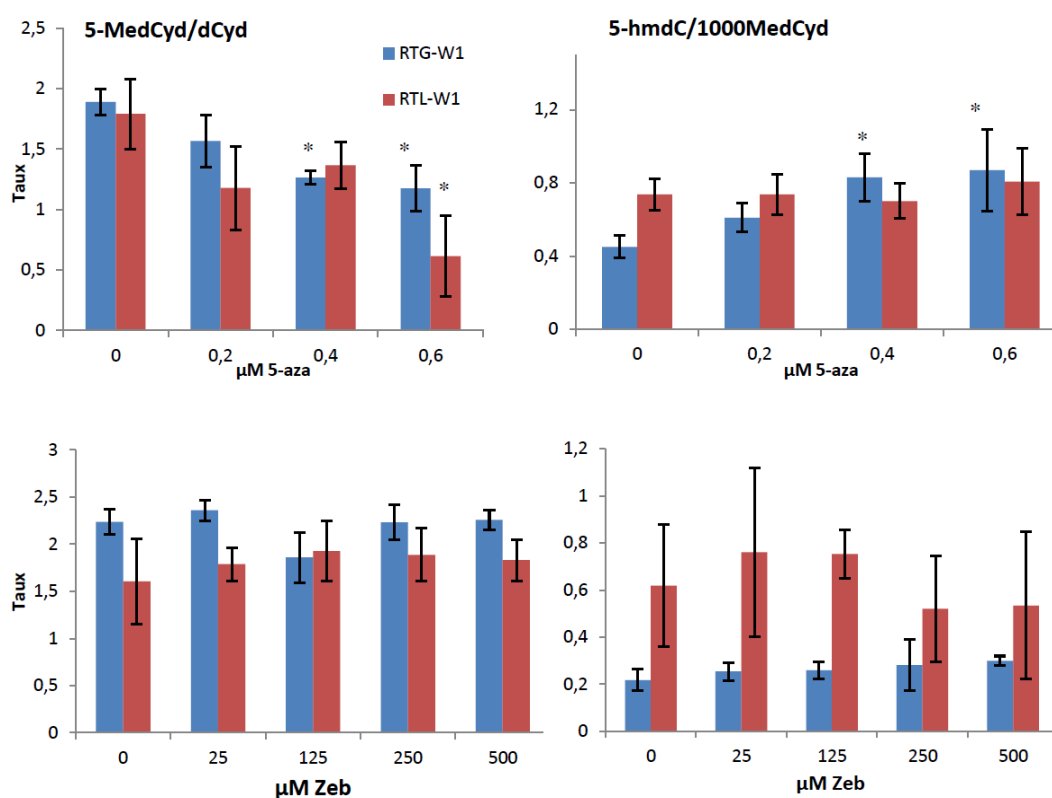 5-MedCyd/dCyd
RTG-W1
RTL-W1
Taux
2,5
2
1,5
1
0,5
0
* * *
0 0,2 0,4 0,6
µM 5-aza
5-hmdC/1000MedCyd
1,2
0,8
0,4
0
* *
0 0,2 0,4 0,6
µM 5-aza
Taux
3
2,5
2
1,5
1
0,5
0
0 25 125 250 500
µM Zeb
1,2
1
0,8
0,6
0,4
0,2
0
0 25 125 250 500
µM Zeb